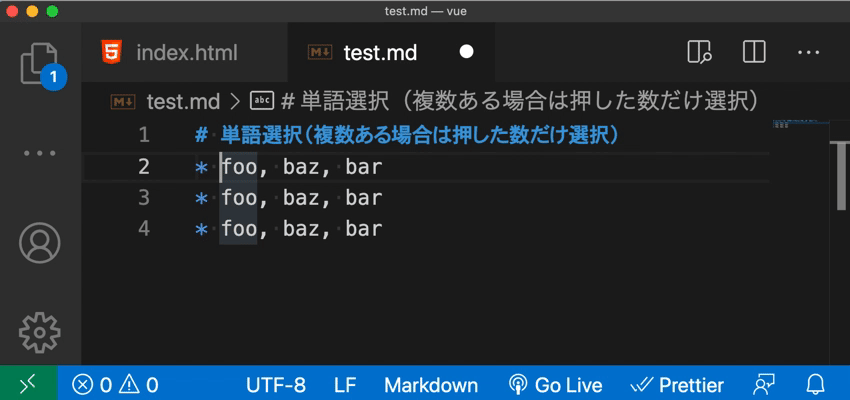 test.md — vue
index.html
test.md
test.md > # 単語選択（複数ある場合は押した数だけ選択）
1 # 単語選択（複数ある場合は押した数だけ選択）
2 * foo, baz, bar
3 * foo, baz, bar
4 * foo, baz, bar
1
0 0 UTF-8 LF Markdown Go Live Prettier